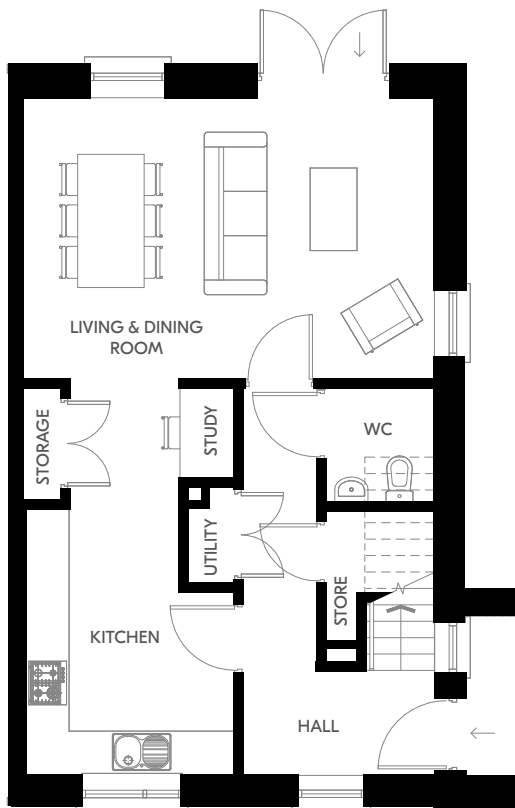 LIVING & DINING
ROOM
STORAGE
STUDY
WC
UTILITY
STORE
KITCHEN
HALL